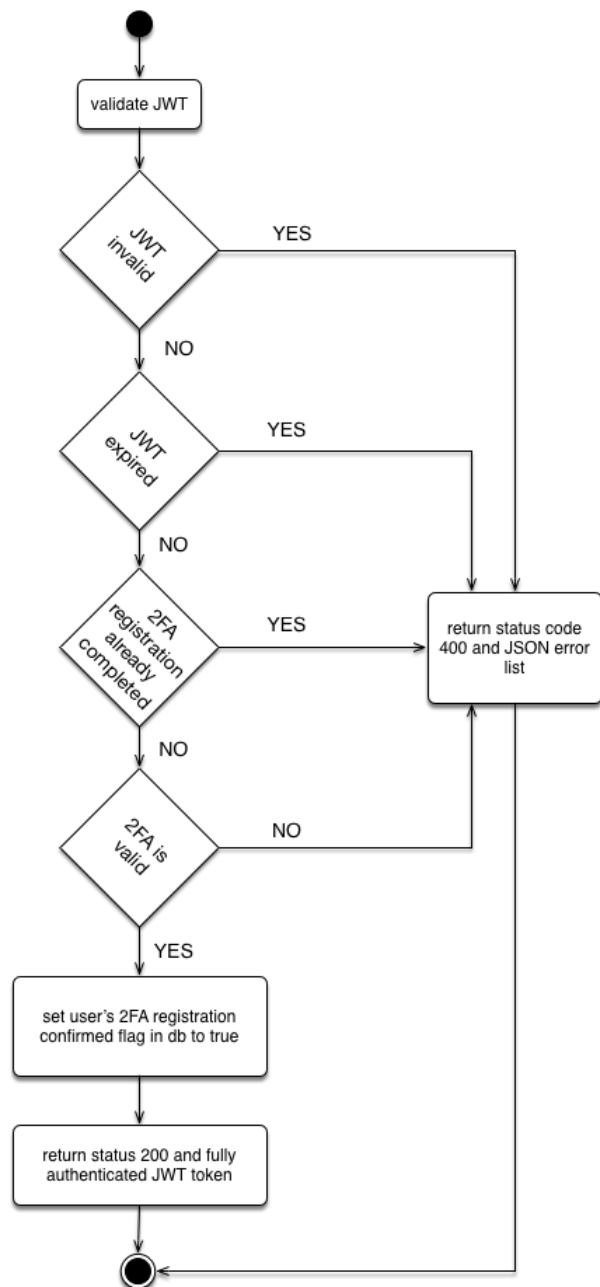 validate JWT
JWT
invalid
YES
NO
JWT
expired
YES
NO
2FA
registration
already
completed
YES
return status code
400 and JSON error
list
NO
2FA is
valid
NO
YES
set user's 2FA registration
confirmed flag in db to true
return status 200 and fully
authenticated JWT token